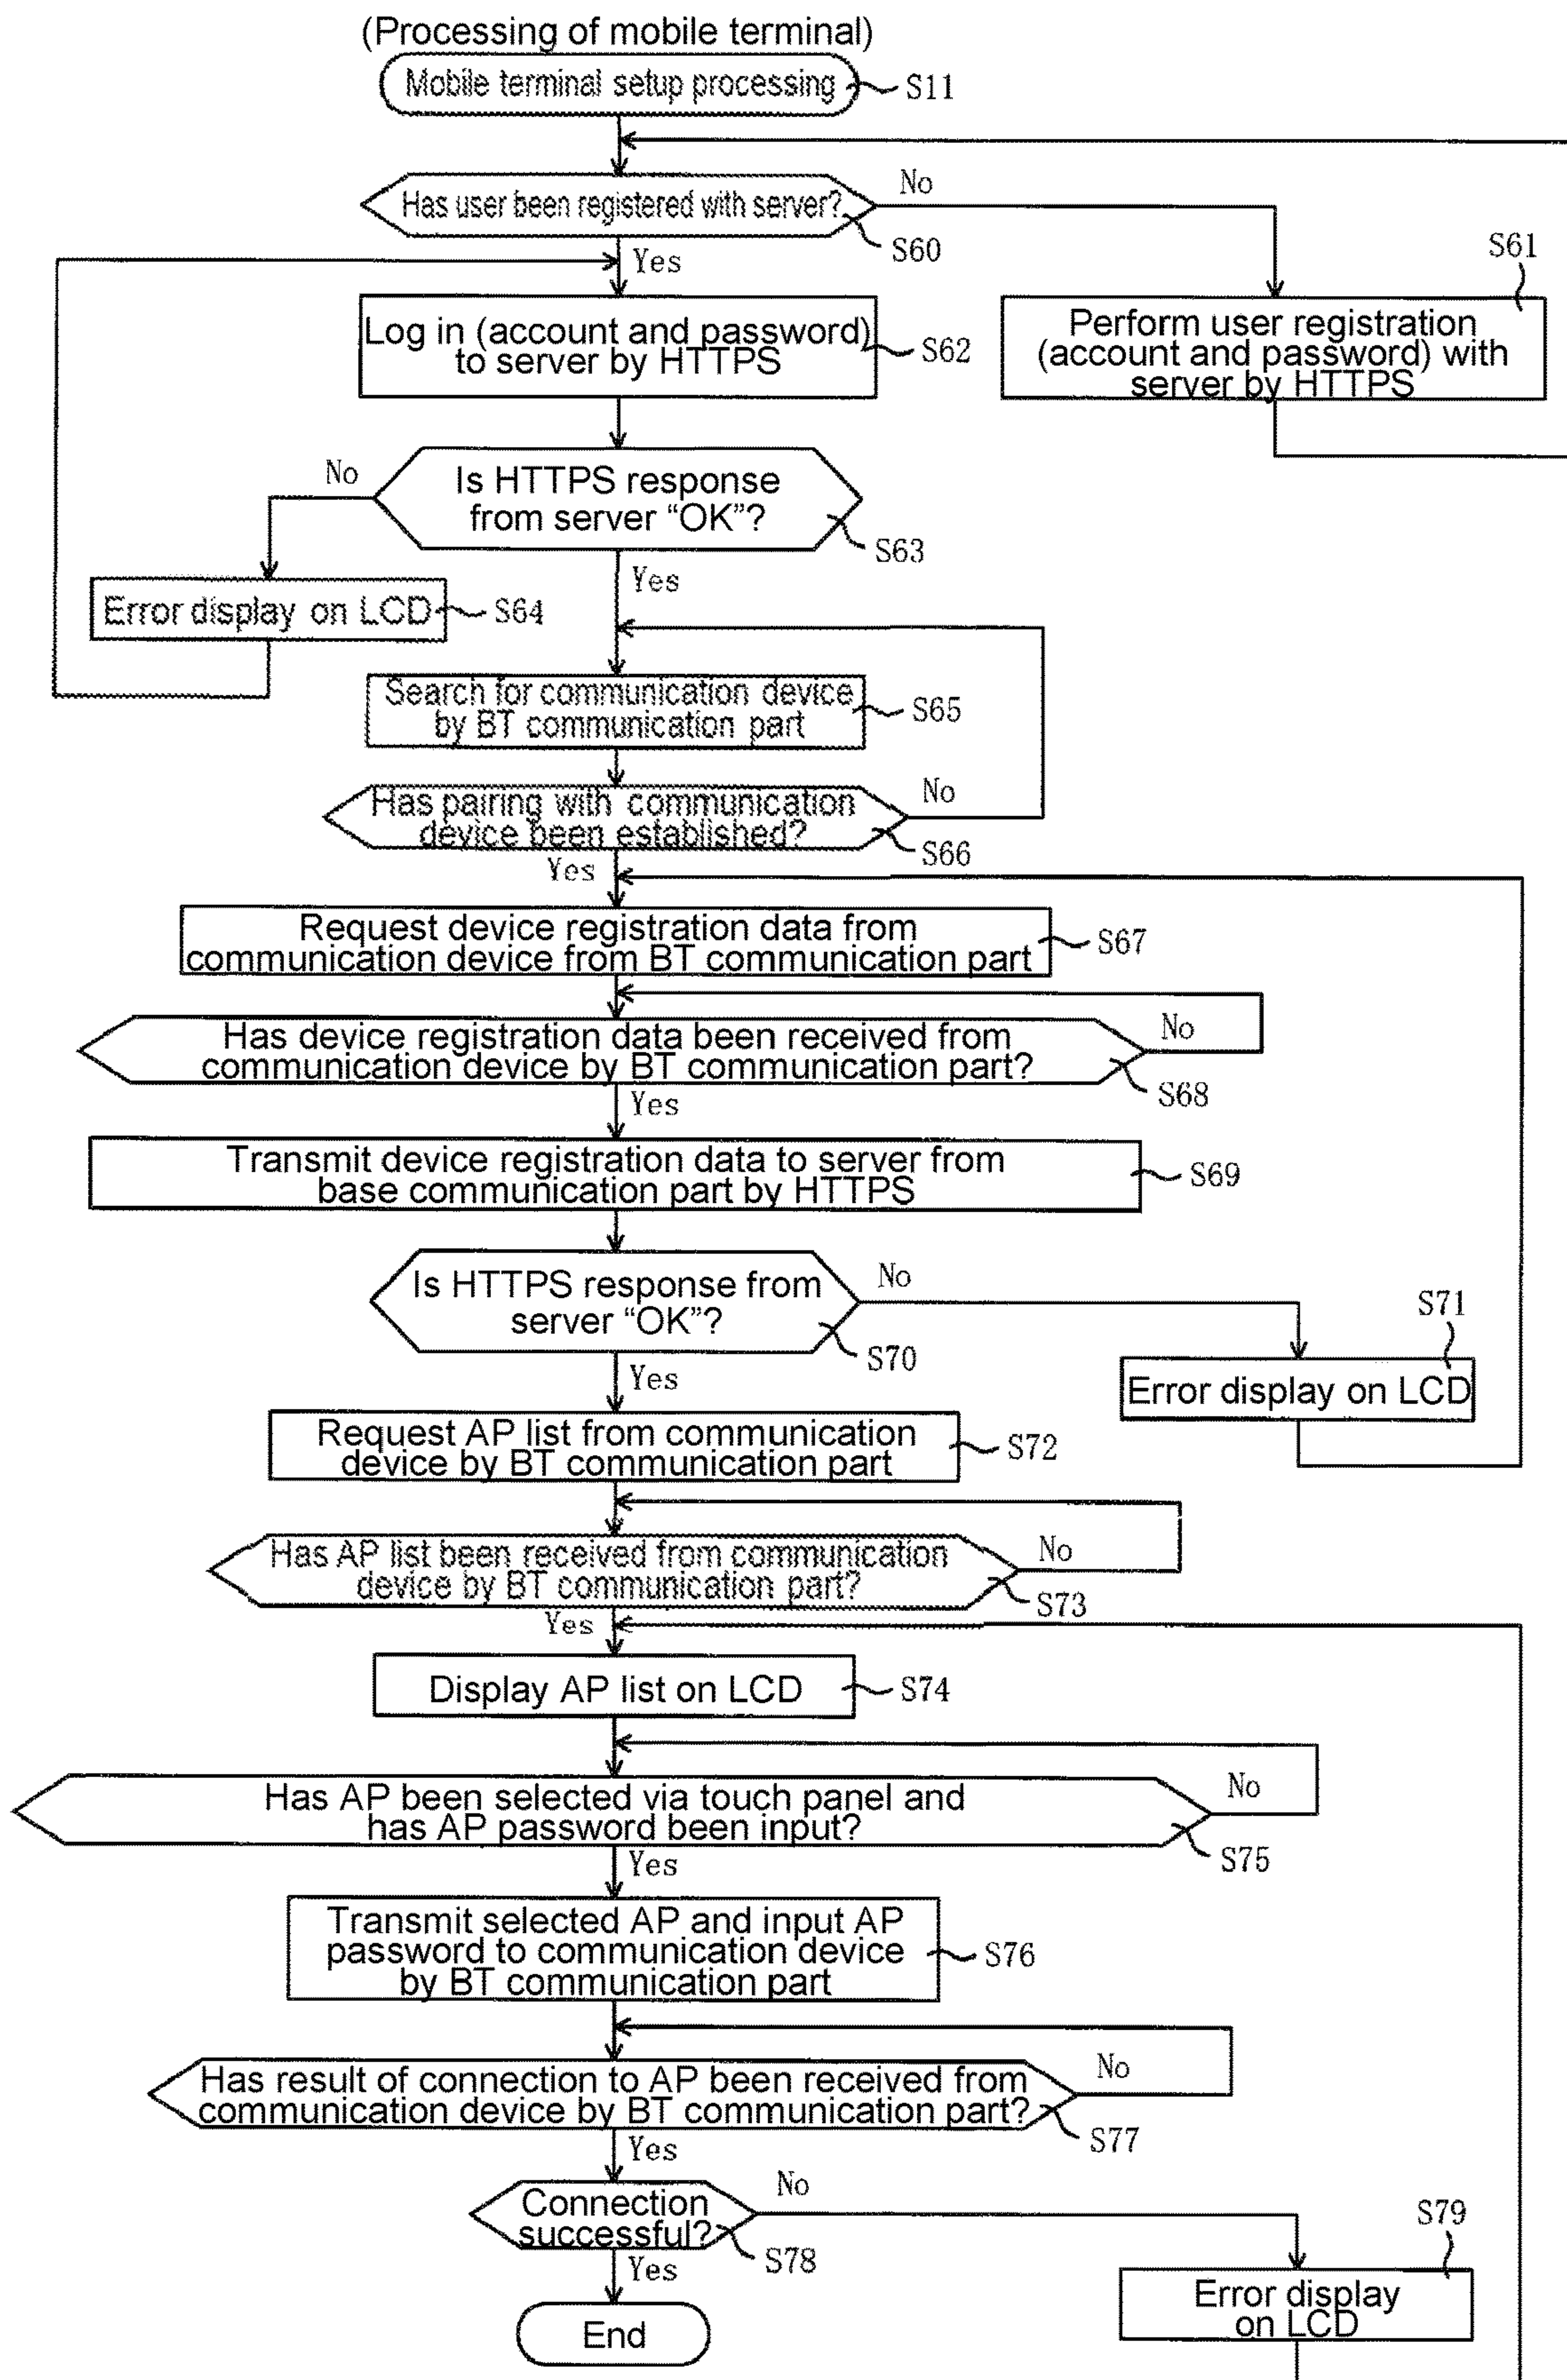 (Processing of mobile terminal)
Mobile terminal setup processing
S11
Has user been registered with server?
No
S60
Yes
S61
Perform user registration
(account and password) with
server by HTTPS
Log in (account and password)
to server by HTTPS
S62
Is HTTPS response
from server “OK”?
No
S63
Yes
Error display on LCD
S64
Search for communication device
by BT communication part
S65
Has pairing with communication
device been established?
No
S66
Yes
Request device registration data from
communication device from BT communication part
S67
Has device registration data been received from
communication device by BT communication part?
No
S68
Yes
Transmit device registration data to server from
base communication part by HTTPS
S69
Is HTTPS response from
server “OK”?
No
S70
Yes
S71
Error display on LCD
Request AP list from communication
device by BT communication part
S72
Has AP list been received from communication
device by BT communication part?
No
S73
Yes
Display AP list on LCD
S74
Has AP been selected via touch panel and
has AP password been input?
No
S75
Yes
Transmit selected AP and input AP
password to communication device
by BT communication part
S76
Has result of connection to AP been received from
communication device by BT communication part?
No
S77
Yes
Connection
successful?
No
S78
Yes
S79
Error display
on LCD
End